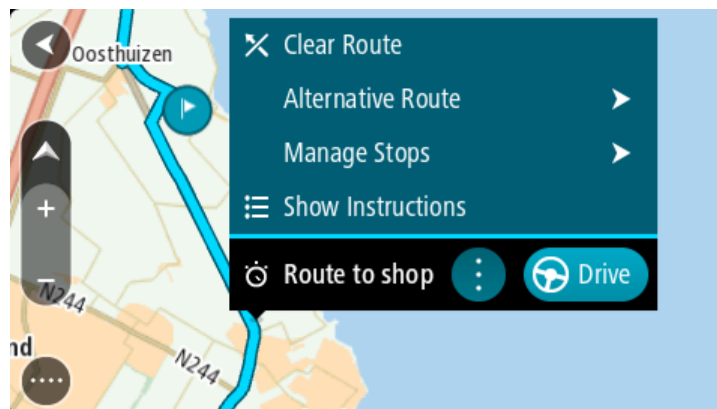 Oosthuizen
Clear Route
Alternative Route
Manage Stops
Show Instructions
Route to shop
Drive
N244
nd
N244